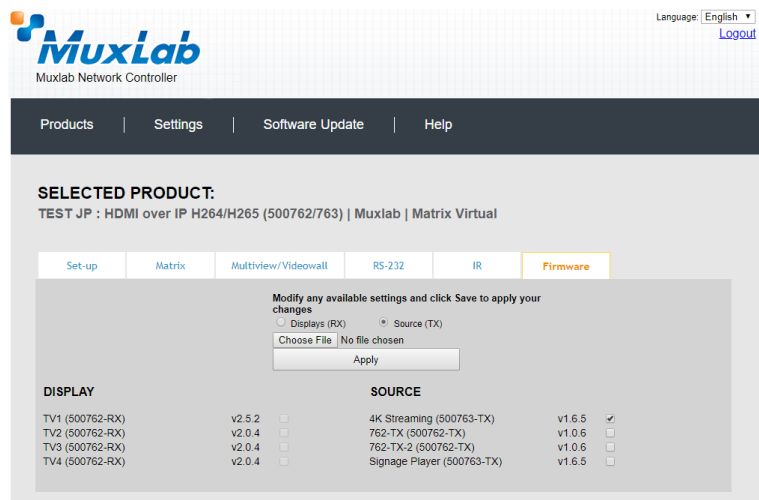 Language: English
Logout
MuxLab
Muxlab Network Controller
Products | Settings | Software Update | Help
SELECTED PRODUCT:
TEST JP : HDMI over IP H264/H265 (500762/763) | Muxlab | Matrix Virtual
Set-up Matrix Multiview/Videowall RS-232 IR Firmware
Modify any available settings and click Save to apply your
changes
Displays (RX) Source (TX)
Choose File No file chosen
Apply
DISPLAY SOURCE
TV1 (500762-RX) v2.5.2 4K Streaming (500763-TX) v1.6.5
TV2 (500762-RX) v2.0.4 762-TX (500762-TX) v1.0.6
TV3 (500762-RX) v2.0.4 762-TX-2 (500762-TX) v1.0.6
TV4 (500762-RX) v2.0.4 Signage Player (500763-TX) v1.6.5